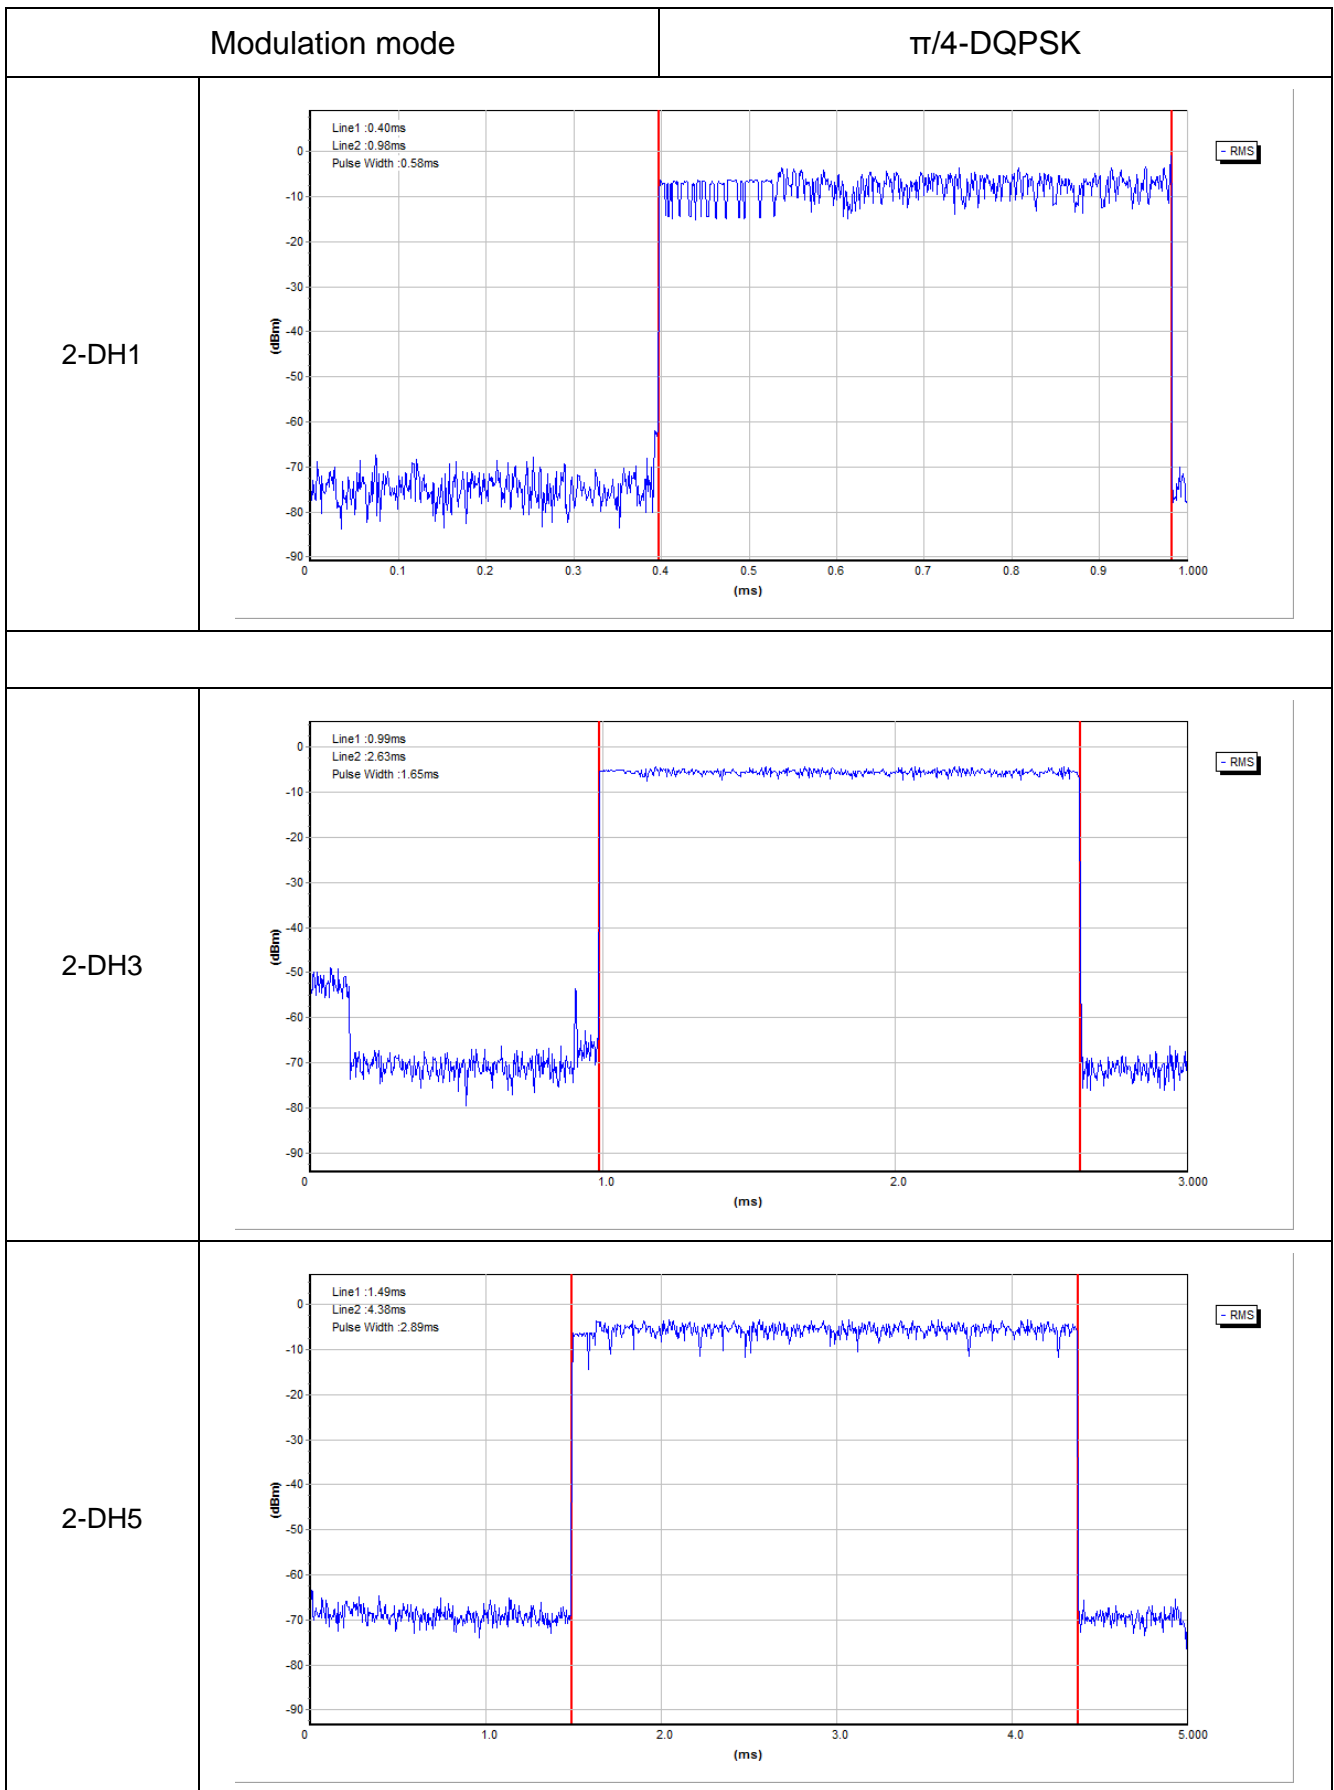 Modulation mode
π/4-DQPSK
2-DH1
Line1 :0.40ms
Line2 :0.98ms
Pulse Width :0.58ms
- RMS
0
-10
-20
-30
-40
-50
-60
-70
-80
-90
(dBm)
0 0.1 0.2 0.3 0.4 0.5 0.6 0.7 0.8 0.9 1.000
(ms)
2-DH3
Line1 :0.99ms
Line2 :2.63ms
Pulse Width :1.65ms
- RMS
0
-10
-20
-30
-40
-50
-60
-70
-80
-90
(dBm)
0 1.0 2.0 3.000
(ms)
2-DH5
Line1 :1.49ms
Line2 :4.38ms
Pulse Width :2.89ms
- RMS
0
-10
-20
-30
-40
-50
-60
-70
-80
-90
(dBm)
0 1.0 2.0 3.0 4.0 5.000
(ms)